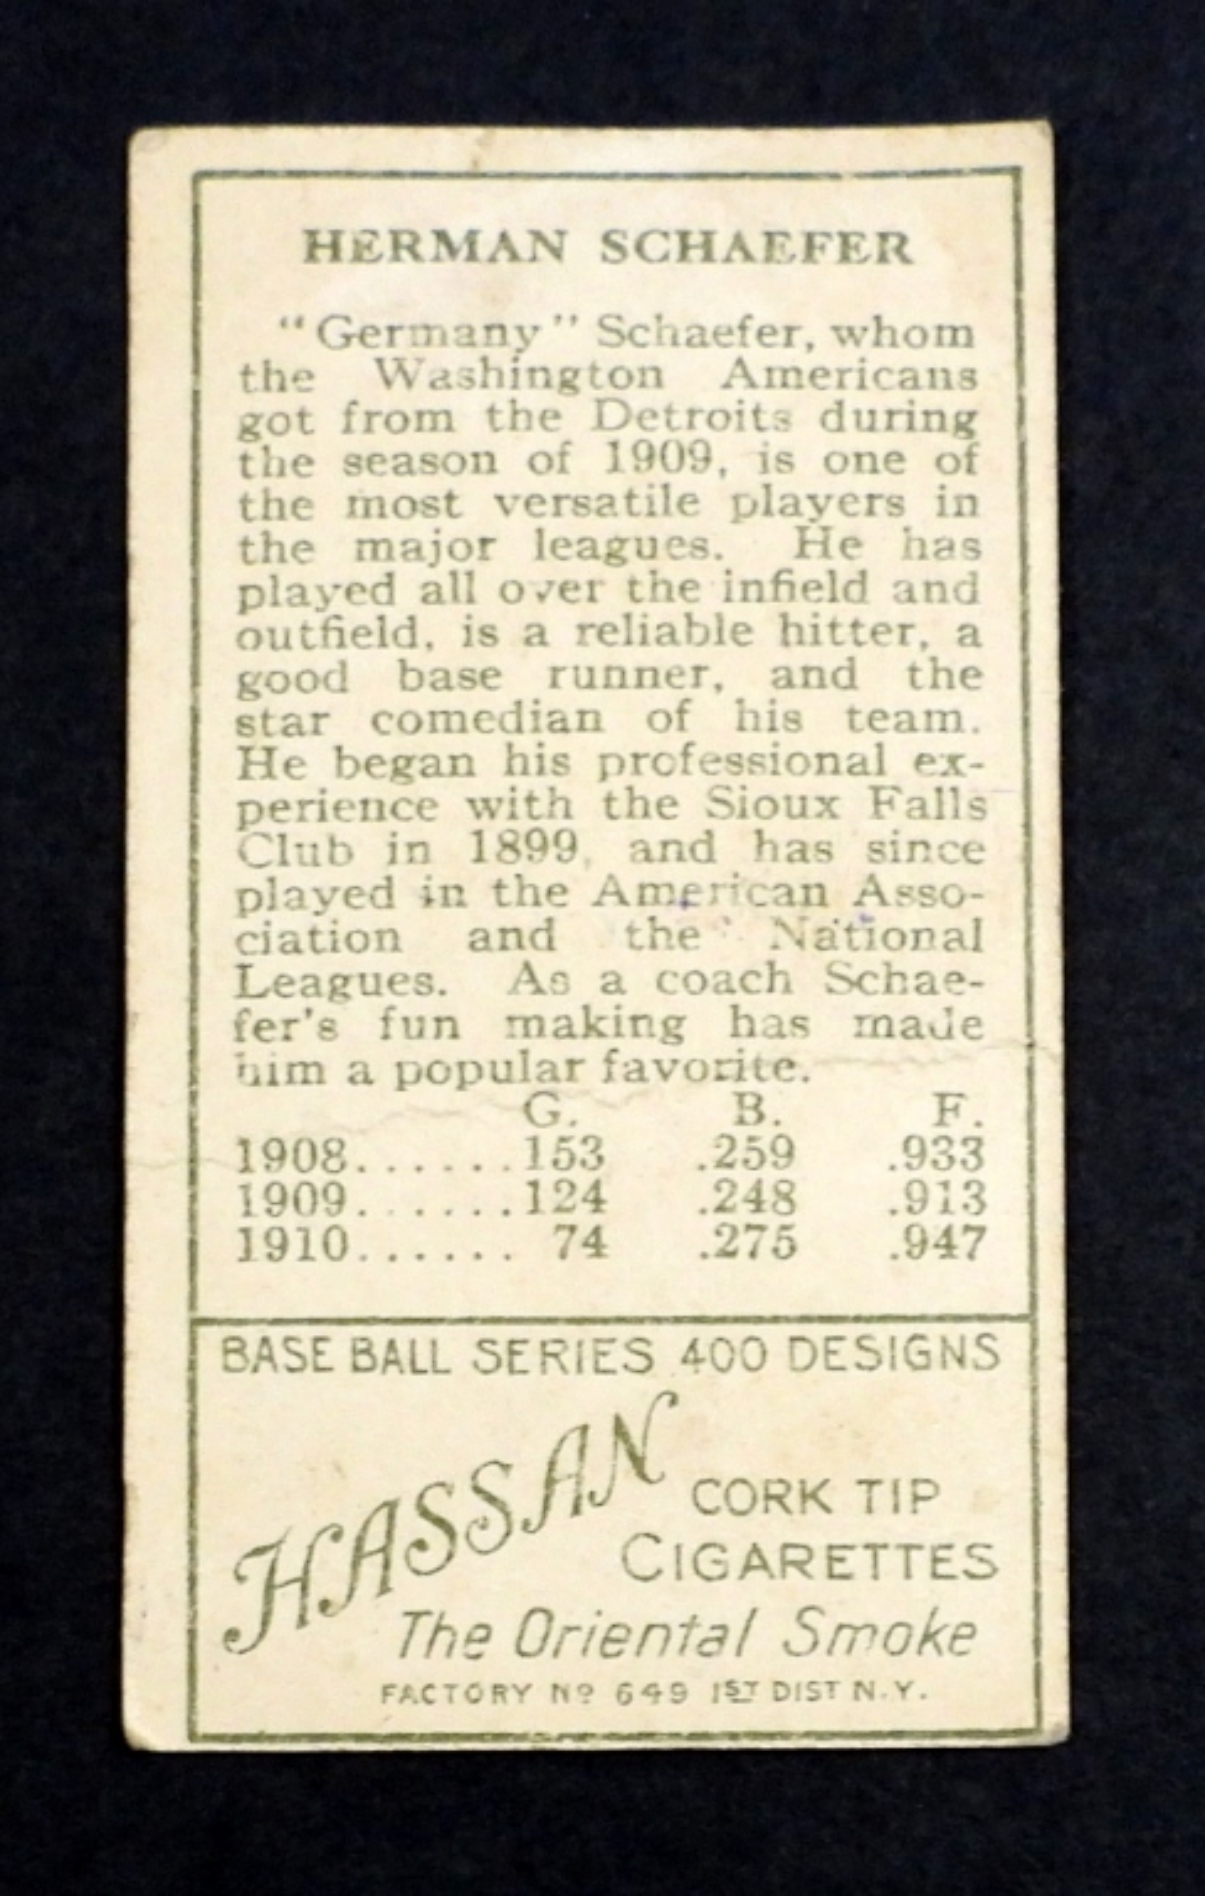 HERMAN SCHAEFER
"Germany" Schaefer, whom
the Washington Americans
got from the Detroits during
the season of 1909, is one of
the most versatile players in
the major leagues. He has
played all over the infield and
outfield, is a reliable hitter, a
good base runner, and the
star comedian of his team.
He began his professional ex-
perience with the Sioux Falls
Club in 1899, and has since
played in the American Asso-
ciation and the National
Leagues. As a coach Schae-
fer's fun making has made
him a popular favorite.
G. B. F.
1908......153 .259 .933
1909......124 .248 .913
1910...... 74 .275 .947
BASE BALL SERIES 400 DESIGNS
HASSAN
CORK TIP
CIGARETTES
The Oriental Smoke
FACTORY Nº 649 1ST DIST N.Y.